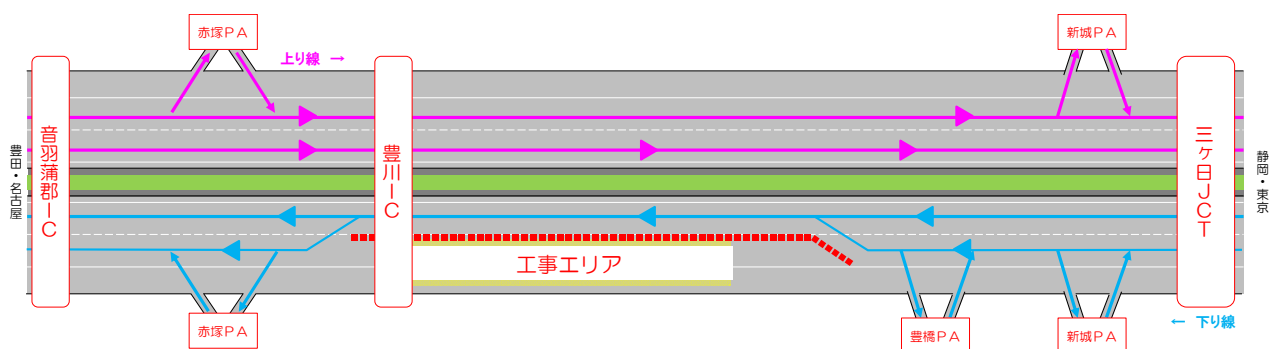 赤塚ＰＡ
新城ＰＡ
上り線 →
豊田・名古屋
音羽蒲郡ＩＣ
豊川ＩＣ
三ヶ日ＪＣＴ
静岡・東京
工事エリア
赤塚ＰＡ
豊橋ＰＡ
新城ＰＡ
← 下り線